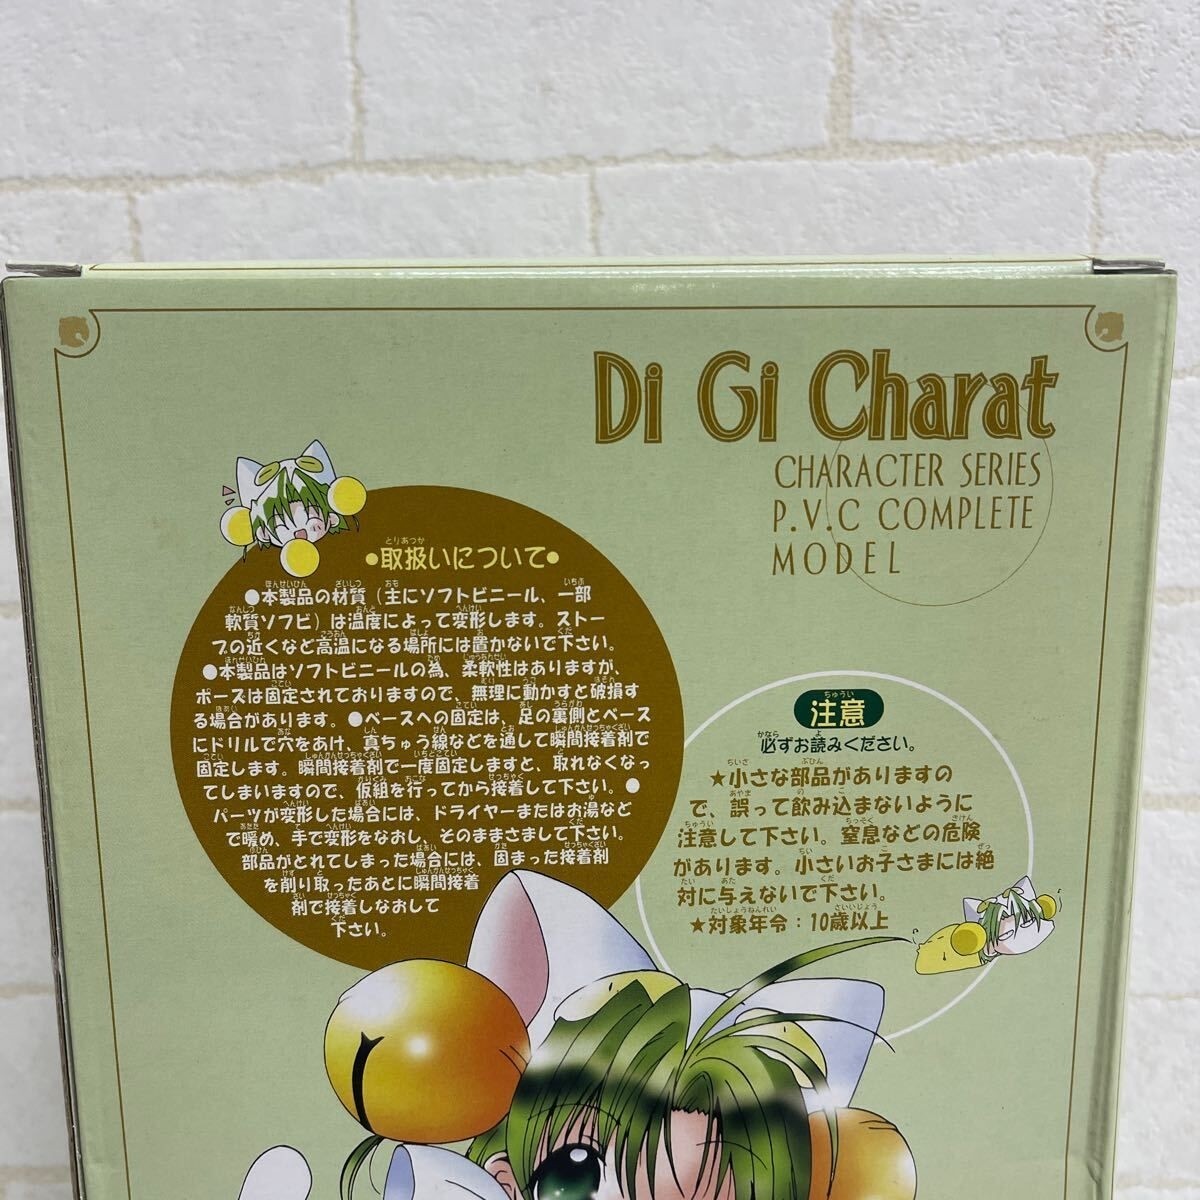 Di Gi Charat
CHARACTER SERIES
P.V.C COMPLETE
MODEL
●取扱いについて●
●本製品の材質（主にソフトビニール、一部
軟質ソフビ）は温度によって変形します。ストー
ブの近くなど高温になる場所には置かないで下さい。
●本製品はソフトビニールの為、柔軟性はありますが、
ポーズは固定されておりますので、無理に動かすと破損す
る場合があります。●ベースへの固定は、足の裏側とベース
にドリルで穴をあけ、真ちゅう線などを通して瞬間接着剤で
固定します。瞬間接着剤で一度固定しますと、取れなくなっ
てしまいますので、仮組を行ってから接着して下さい。●
パーツが変形した場合には、ドライヤーまたはお湯など
で暖め、手で変形をなおし、そのままさまして下さい。
部品がとれてしまった場合には、固まった接着剤
を削り取ったあとに瞬間接着
剤で接着しなおして
下さい。
注意
必ずお読みください。
★小さな部品がありますの
で、誤って飲み込まないように
注意して下さい。窒息などの危険
があります。小さいお子さまには絶
対に与えないで下さい。
★対象年令：10歳以上